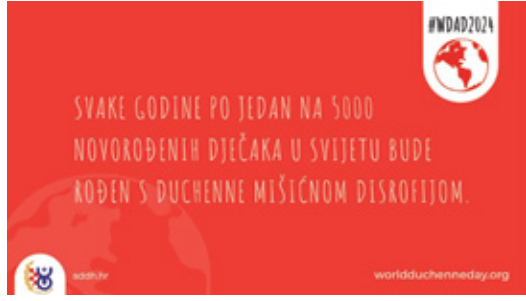 #WDAD2024
SVAKE GODINE PO JEDAN NA 5000
NOVOROĐENIH DJEČAKA U SVIJETU BUDE
ROĐEN S DUCHENNE MIŠIĆNOM DISROFIJOM.
sddh.hr
worldduchenneday.org